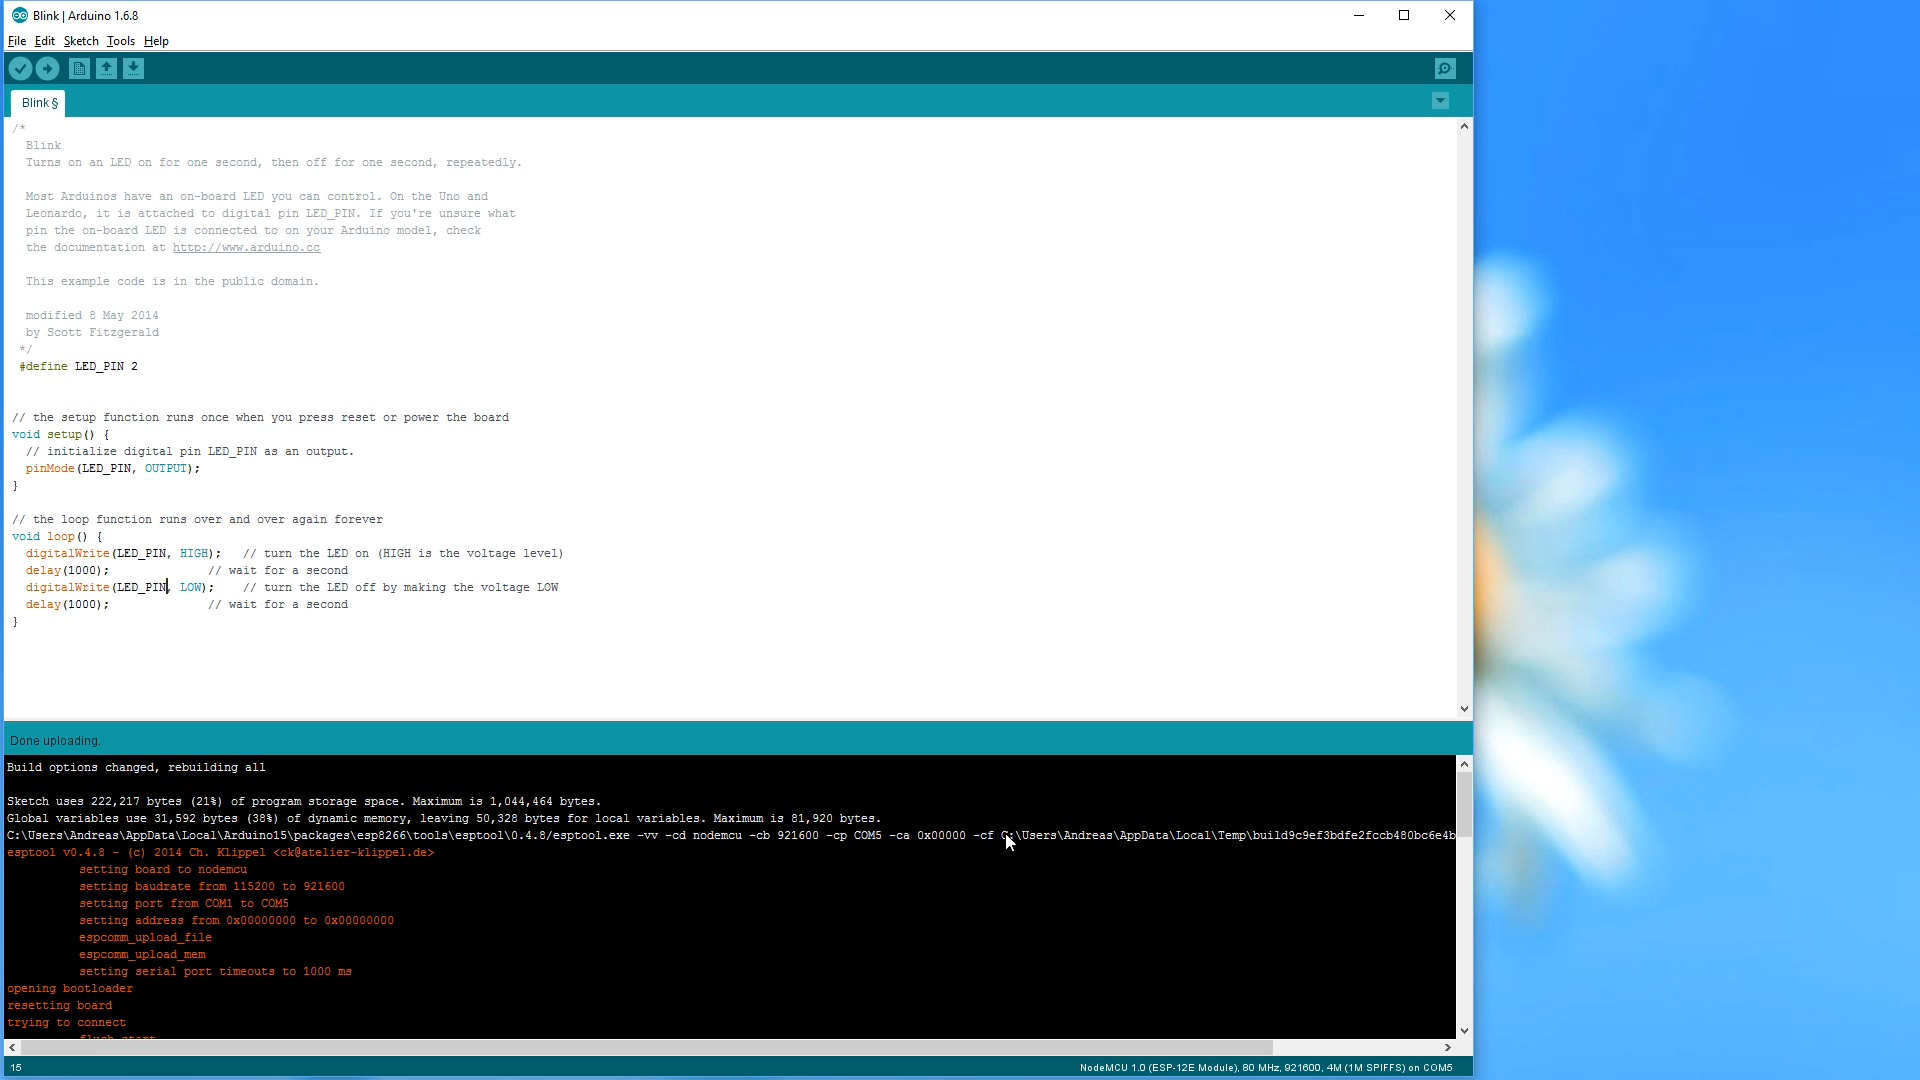 Blink | Arduino 1.6.8
File Edit Sketch Tools Help
Blink §
/*
Blink
Turns on an LED on for one second, then off for one second, repeatedly.
Most Arduinos have an on-board LED you can control. On the Uno and
Leonardo, it is attached to digital pin LED_PIN. If you're unsure what
pin the on-board LED is connected to on your Arduino model, check
the documentation at http://www.arduino.cc
This example code is in the public domain.
modified 8 May 2014
by Scott Fitzgerald
*/
#define LED_PIN 2
// the setup function runs once when you press reset or power the board
void setup() {
// initialize digital pin LED_PIN as an output.
pinMode(LED_PIN, OUTPUT);
}
// the loop function runs over and over again forever
void loop() {
digitalWrite(LED_PIN, HIGH);   // turn the LED on (HIGH is the voltage level)
delay(1000);              // wait for a second
digitalWrite(LED_PIN, LOW);    // turn the LED off by making the voltage LOW
delay(1000);              // wait for a second
}
Done uploading.
Build options changed, rebuilding all
Sketch uses 222,217 bytes (21%) of program storage space. Maximum is 1,044,464 bytes.
Global variables use 31,592 bytes (38%) of dynamic memory, leaving 50,328 bytes for local variables. Maximum is 81,920 bytes.
C:\Users\Andreas\AppData\Local\Arduino15\packages\esp8266\tools\esptool\0.4.8/esptool.exe -vv -cd nodemcu -cb 921600 -cp COM5 -ca 0x00000 -cf C:\Users\Andreas\AppData\Local\Temp\build9c9ef3bdfe2fccb480bc6e4b
esptool v0.4.8 - (c) 2014 Ch. Klippel <ck@atelier-klippel.de>
setting board to nodemcu
setting baudrate from 115200 to 921600
setting port from COM1 to COM5
setting address from 0x00000000 to 0x00000000
espcomm_upload_file
espcomm_upload_mem
setting serial port timeouts to 1000 ms
opening bootloader
resetting board
trying to connect
flush start
15
NodeMCU 1.0 (ESP-12E Module), 80 MHz, 921600, 4M (1M SPIFFS) on COM5